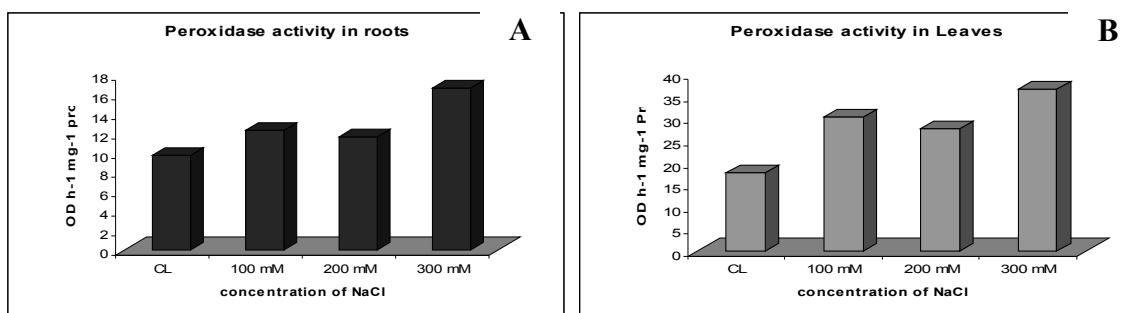 Peroxidase activity in roots
A
OD h-1 mg-1 pro
18
16
14
12
10
8
6
4
2
0
CL 100 mM 200 mM 300 mM
concentration of NaCl
Peroxidase activity in Leaves
B
OD h-1 mg-1 Pr
40
35
30
25
20
15
10
5
0
CL 100 mM 200 mM 300 mM
concentration of NaCl